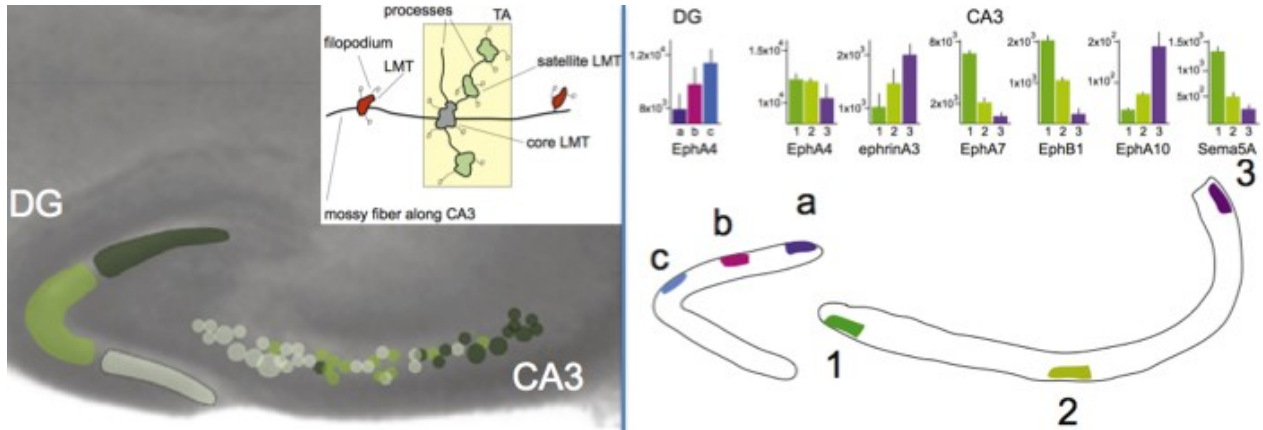 processes
TA
filopodium
LMT
satellite LMT
core LMT
mossy fiber along CA3
DG
CA3
DG
CA3
1.2x10⁴
8x10³
a b c
EphA4
1.5x10⁴
1x10⁴
1 2 3
EphA4
2x10³
1x10³
1 2 3
ephrinA3
8x10³
2x10³
1 2 3
EphA7
2x10³
1x10³
1 2 3
EphB1
2x10²
1x10²
1 2 3
EphA10
1.5x10³
1x10³
5x10²
1 2 3
Sema5A
a
b
c
1
2
3